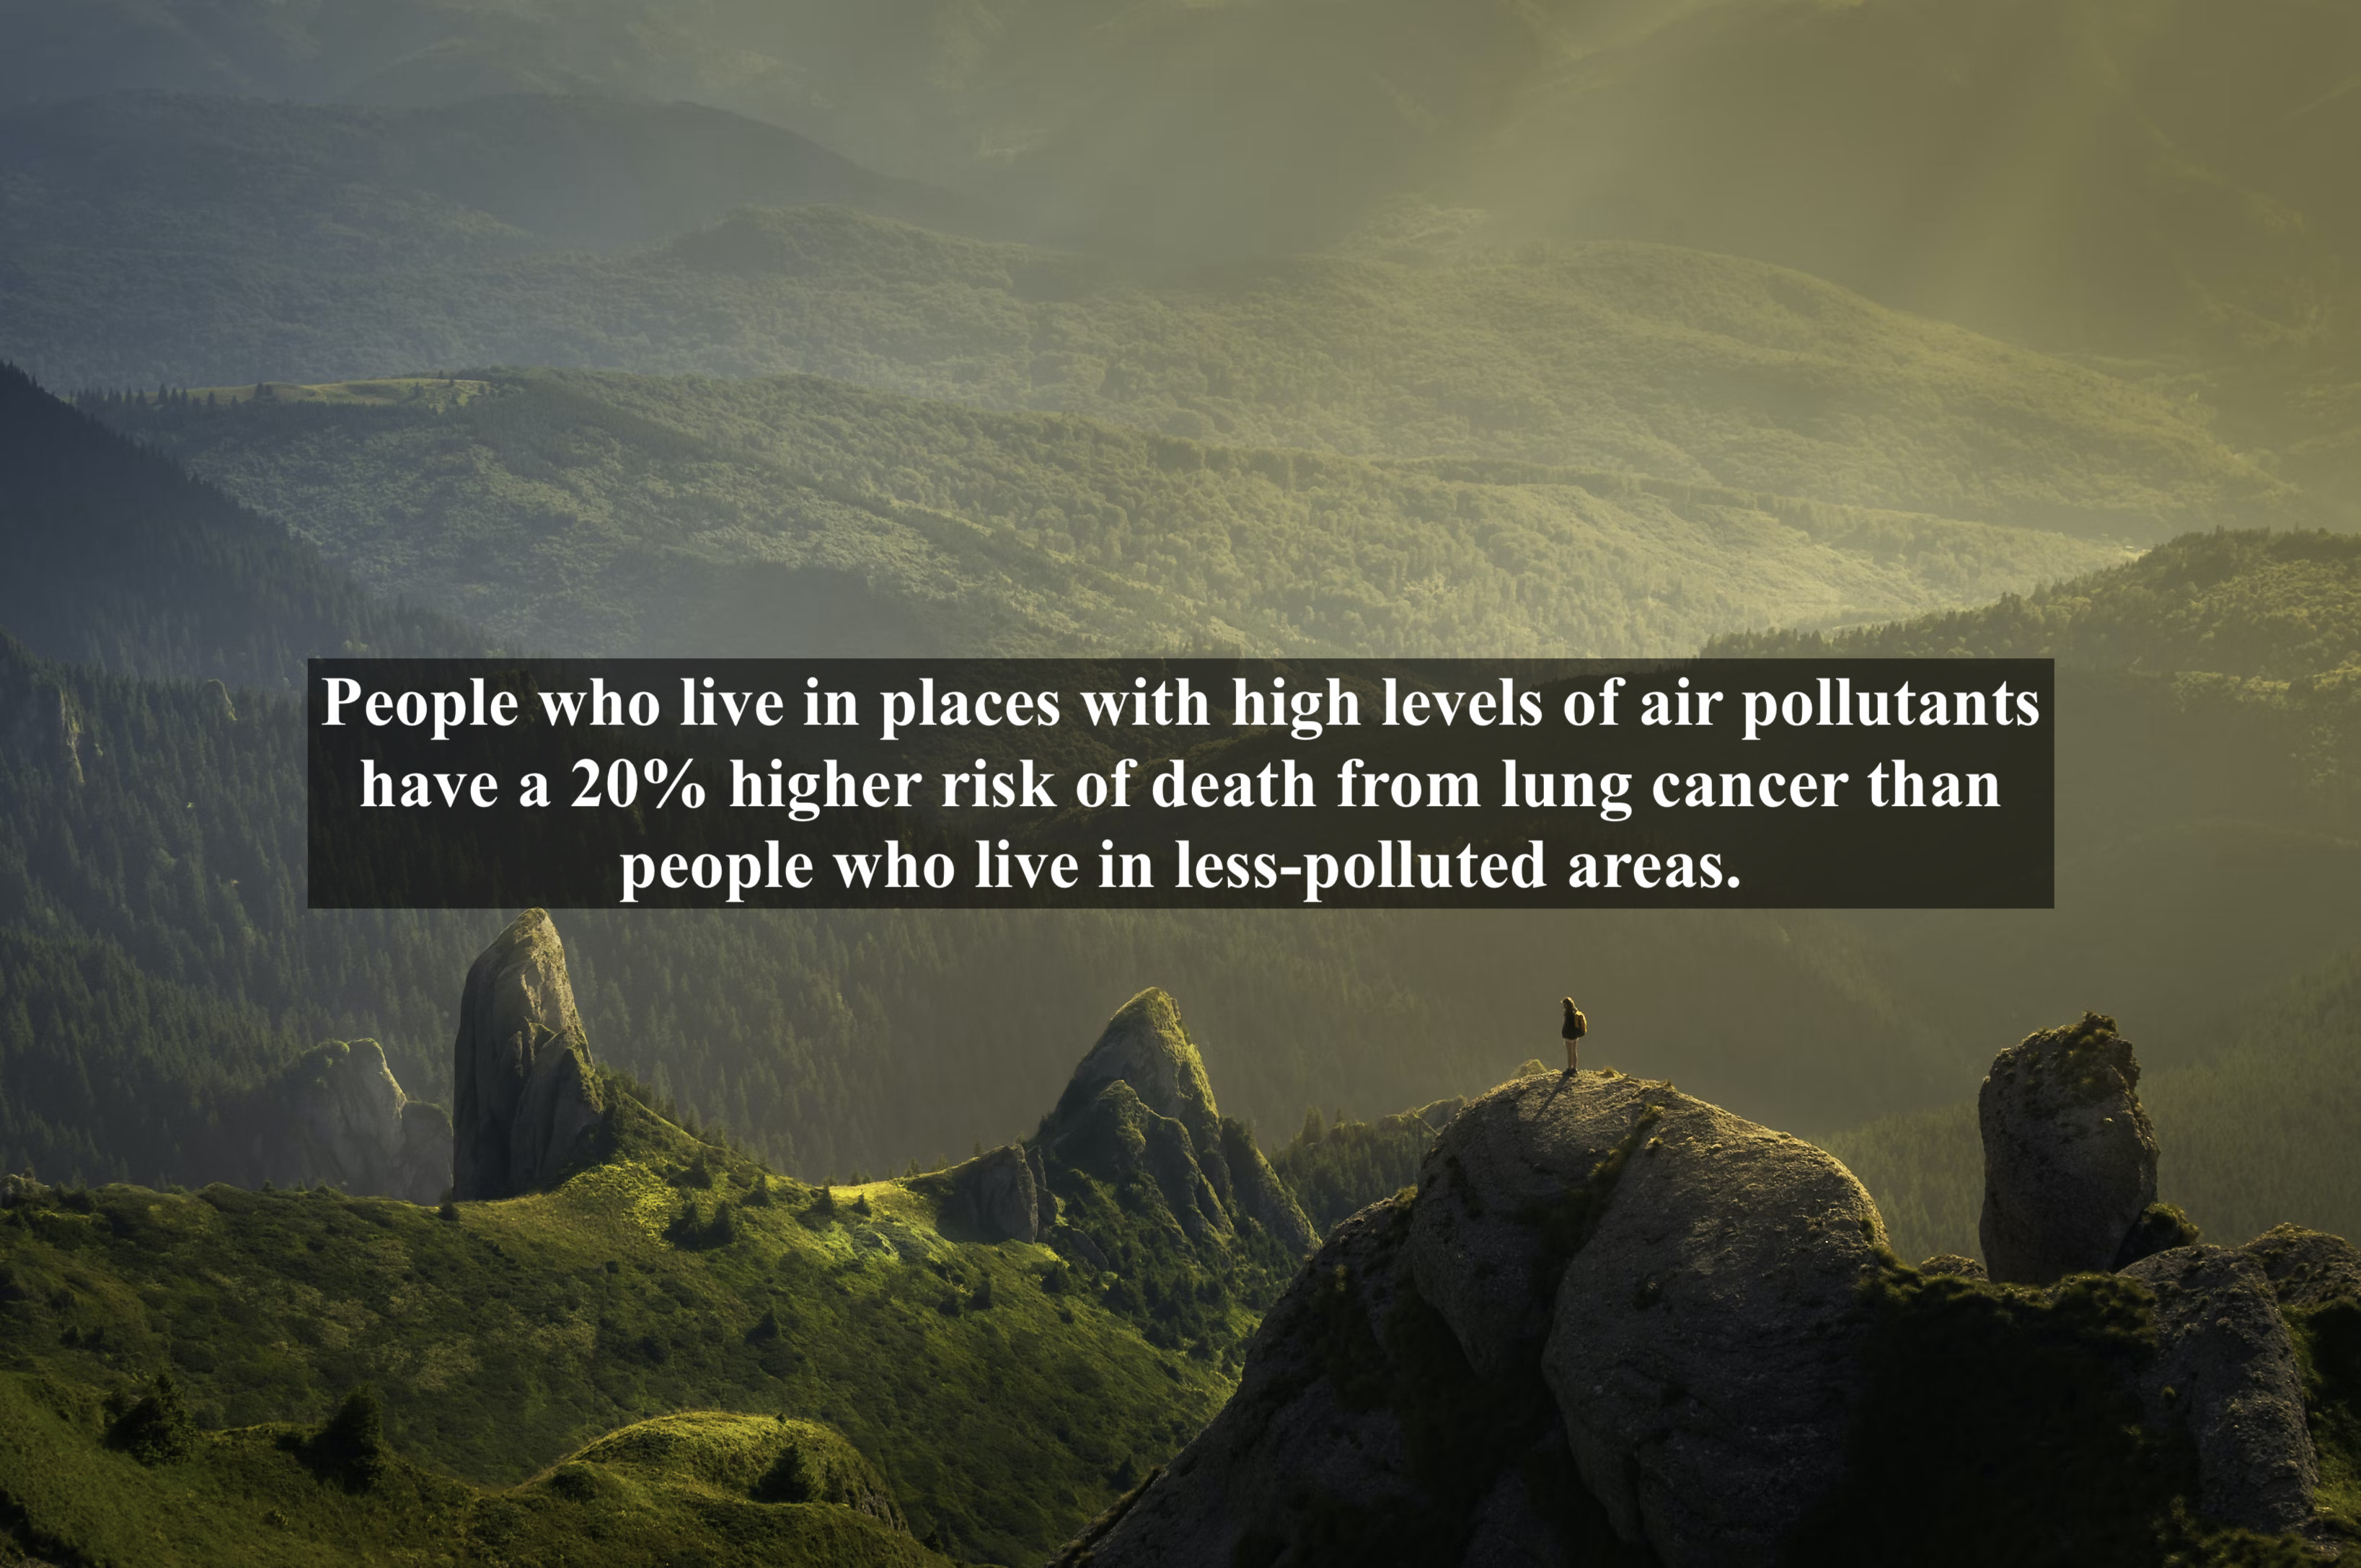 People who live in places with high levels of air pollutants
have a 20% higher risk of death from lung cancer than
people who live in less-polluted areas.